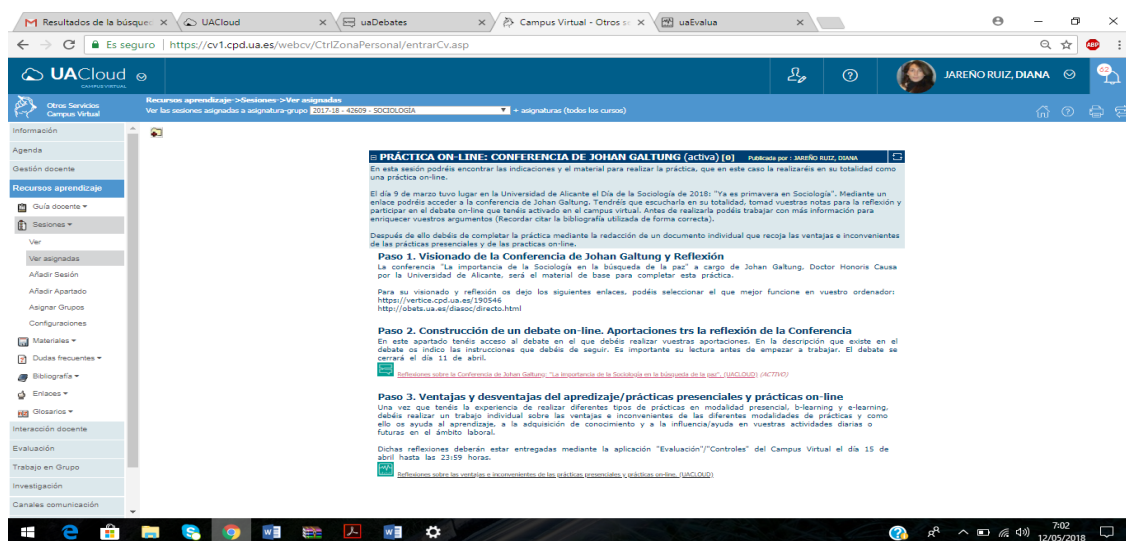 Resultados de la búsque
UACloud
uaDebates
Campus Virtual - Otros se
uaEvalua
Es seguro | https://cv1.cpd.ua.es/webcv/CtrlZonaPersonal/entrarCv.asp
ABP
UACloud
CAMPUS VIRTUAL
JAREÑO RUIZ, DIANA
62
Otros Servicios
Campus Virtual
Recursos aprendizaje->Sesiones->Ver asignadas
Ver las sesiones asignadas a asignatura-grupo 2017-18 - 42609 - SOCIOLOGÍA + asignaturas (todos los cursos)
Información
Agenda
Gestión docente
Recursos aprendizaje
Guía docente
Sesiones
Ver
Ver asignadas
Añadir Sesión
Añadir Apartado
Asignar Grupos
Configuraciones
Materiales
Dudas frecuentes
Bibliografía
Enlaces
Glosarios
Interacción docente
Evaluación
Trabajo en Grupo
Investigación
Canales comunicación
PRÁCTICA ON-LINE: CONFERENCIA DE JOHAN GALTUNG (activa) [0] Publicada por : JAREÑO RUIZ, DIANA
En esta sesión podréis encontrar las indicaciones y el material para realizar la práctica, que en este caso la realizaréis en su totalidad como
una práctica on-line.
El día 9 de marzo tuvo lugar en la Universidad de Alicante el Día de la Sociología de 2018: "Ya es primavera en Sociología". Mediante un
enlace podréis acceder a la conferencia de Johan Galtung. Tendréis que escucharla en su totalidad, tomad vuestras notas para la reflexión y
participar en el debate on-line que tenéis activado en el campus virtual. Antes de realizarla podéis trabajar con más información para
enriquecer vuestros argumentos (Recordar citar la bibliografía utilizada de forma correcta).
Después de ello debéis de completar la práctica mediante la redacción de un documento individual que recoja las ventajas e inconvenientes
de las prácticas presenciales y de las practicas on-line.
Paso 1. Visionado de la Conferencia de Johan Galtung y Reflexión
La conferencia "La importancia de la Sociología en la búsqueda de la paz" a cargo de Johan Galtung, Doctor Honoris Causa
por la Universidad de Alicante, será el material de base para completar esta práctica.
Para su visionado y reflexión os dejo los siguientes enlaces, podéis seleccionar el que mejor funcione en vuestro ordenador:
https://vertice.cpd.ua.es/190546
http://obets.ua.es/diasoc/directo.html
Paso 2. Construcción de un debate on-line. Aportaciones trs la reflexión de la Conferencia
En este apartado tenéis acceso al debate en el que debéis realizar vuestras aportaciones. En la descripción que existe en el
debate os indico las instrucciones que debéis de seguir. Es importante su lectura antes de empezar a trabajar. El debate se
cerrará el día 11 de abril.
Reflexiones sobre la Conferencia de Johan Galtung: "La importancia de la Sociología en la búsqueda de la paz". (UACLOUD) (ACTIVO)
Paso 3. Ventajas y desventajas del apredizaje/prácticas presenciales y prácticas on-line
Una vez que tenéis la experiencia de realizar diferentes tipos de prácticas en modalidad presencial, b-learning y e-learning,
debéis realizar un trabajo individual sobre las ventajas e inconvenientes de las diferentes modalidades de prácticas y como
ello os ayuda al aprendizaje, a la adquisición de conocimiento y a la influencia/ayuda en vuestras actividades diarias o
futuras en el ámbito laboral.
Dichas reflexiones deberán estar entregadas mediante la aplicación "Evaluación"/"Controles" del Campus Virtual el día 15 de
abril hasta las 23:59 horas.
Reflexiones sobre las ventajas e inconvenientes de las prácticas presenciales y prácticas on-line. (UACLOUD)
7:02
12/05/2018